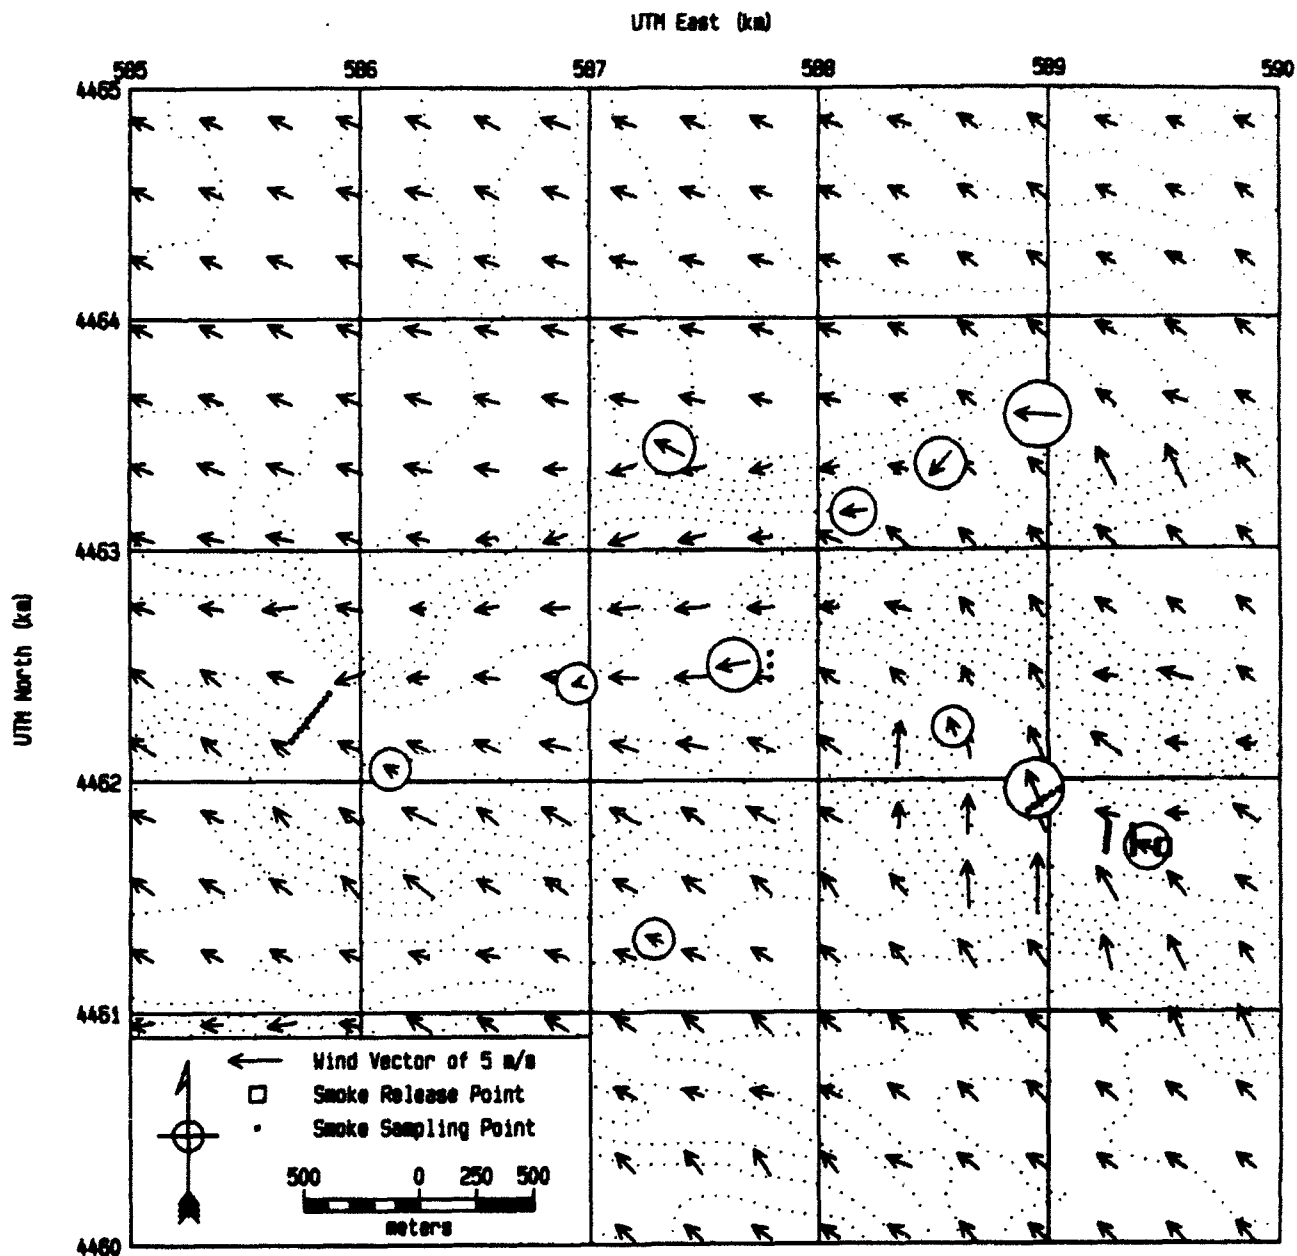 UTM East (km)
585 586 587 588 589 590
4465
4464
4463
UTM North (km)
4462
4461
Wind Vector of 5 m/s
Smoke Release Point
Smoke Sampling Point
500 0 250 500
meters
4460